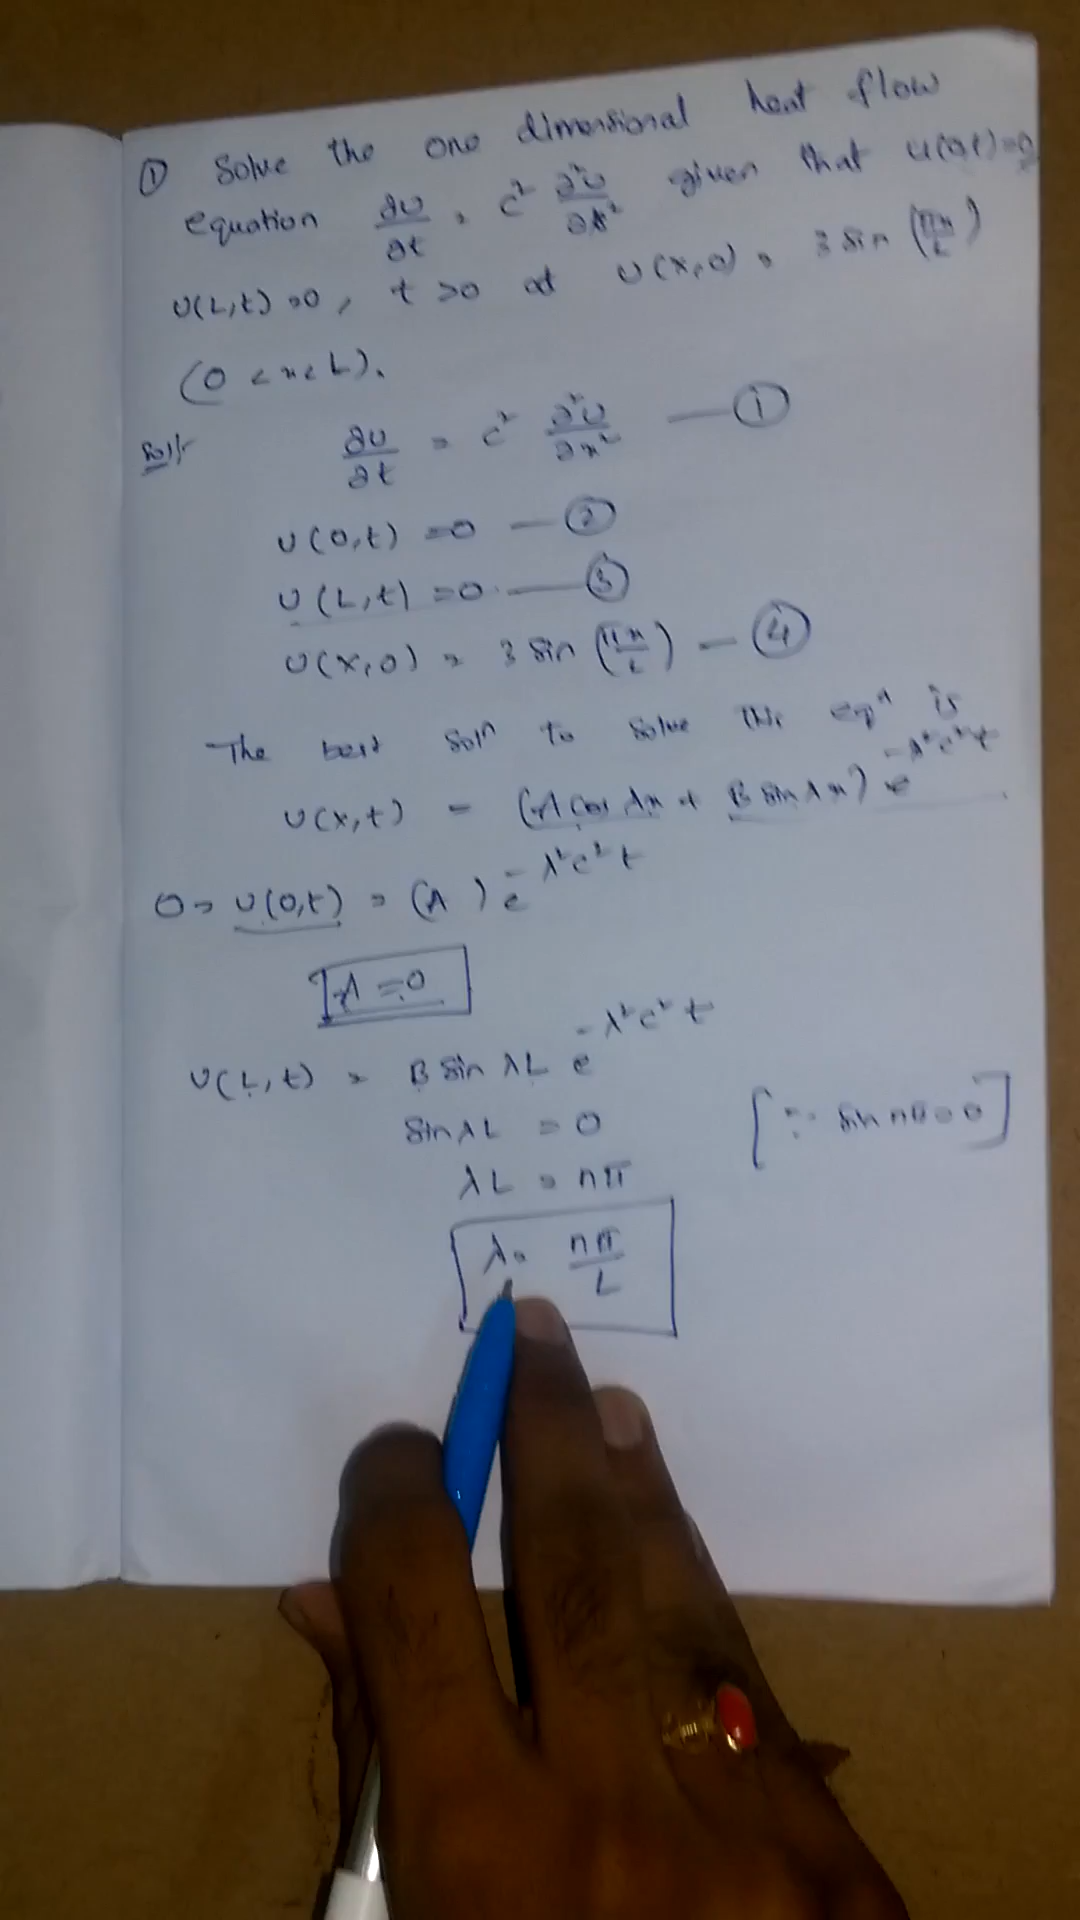 ① Solve the one dimensional heat flow
equation ∂u/∂t = c² ∂²u/∂x² given that u(0,t)=0
U(L,t)=0, t>0 at U(x,0) = 3 sin (πx/L)
(0 < x < L).
Sol:- ∂u/∂t = c² ∂²u/∂x² — ①
U(0,t) =0 — ②
U(L,t) =0. — ③
U(x,0) = 3 sin (πx/L) — ④
The best Solⁿ to solve this eqⁿ is
U(x,t) = (A cos λx + B sin λx) e^-λ²c²t
0 = U(0,t) = (A ) e^-λ²c²t
A =0
U(L,t) = B sin λL e^-λ²c²t
sin λL = 0 [∵ sin nπ=0]
λL = nπ
λ= nπ/L